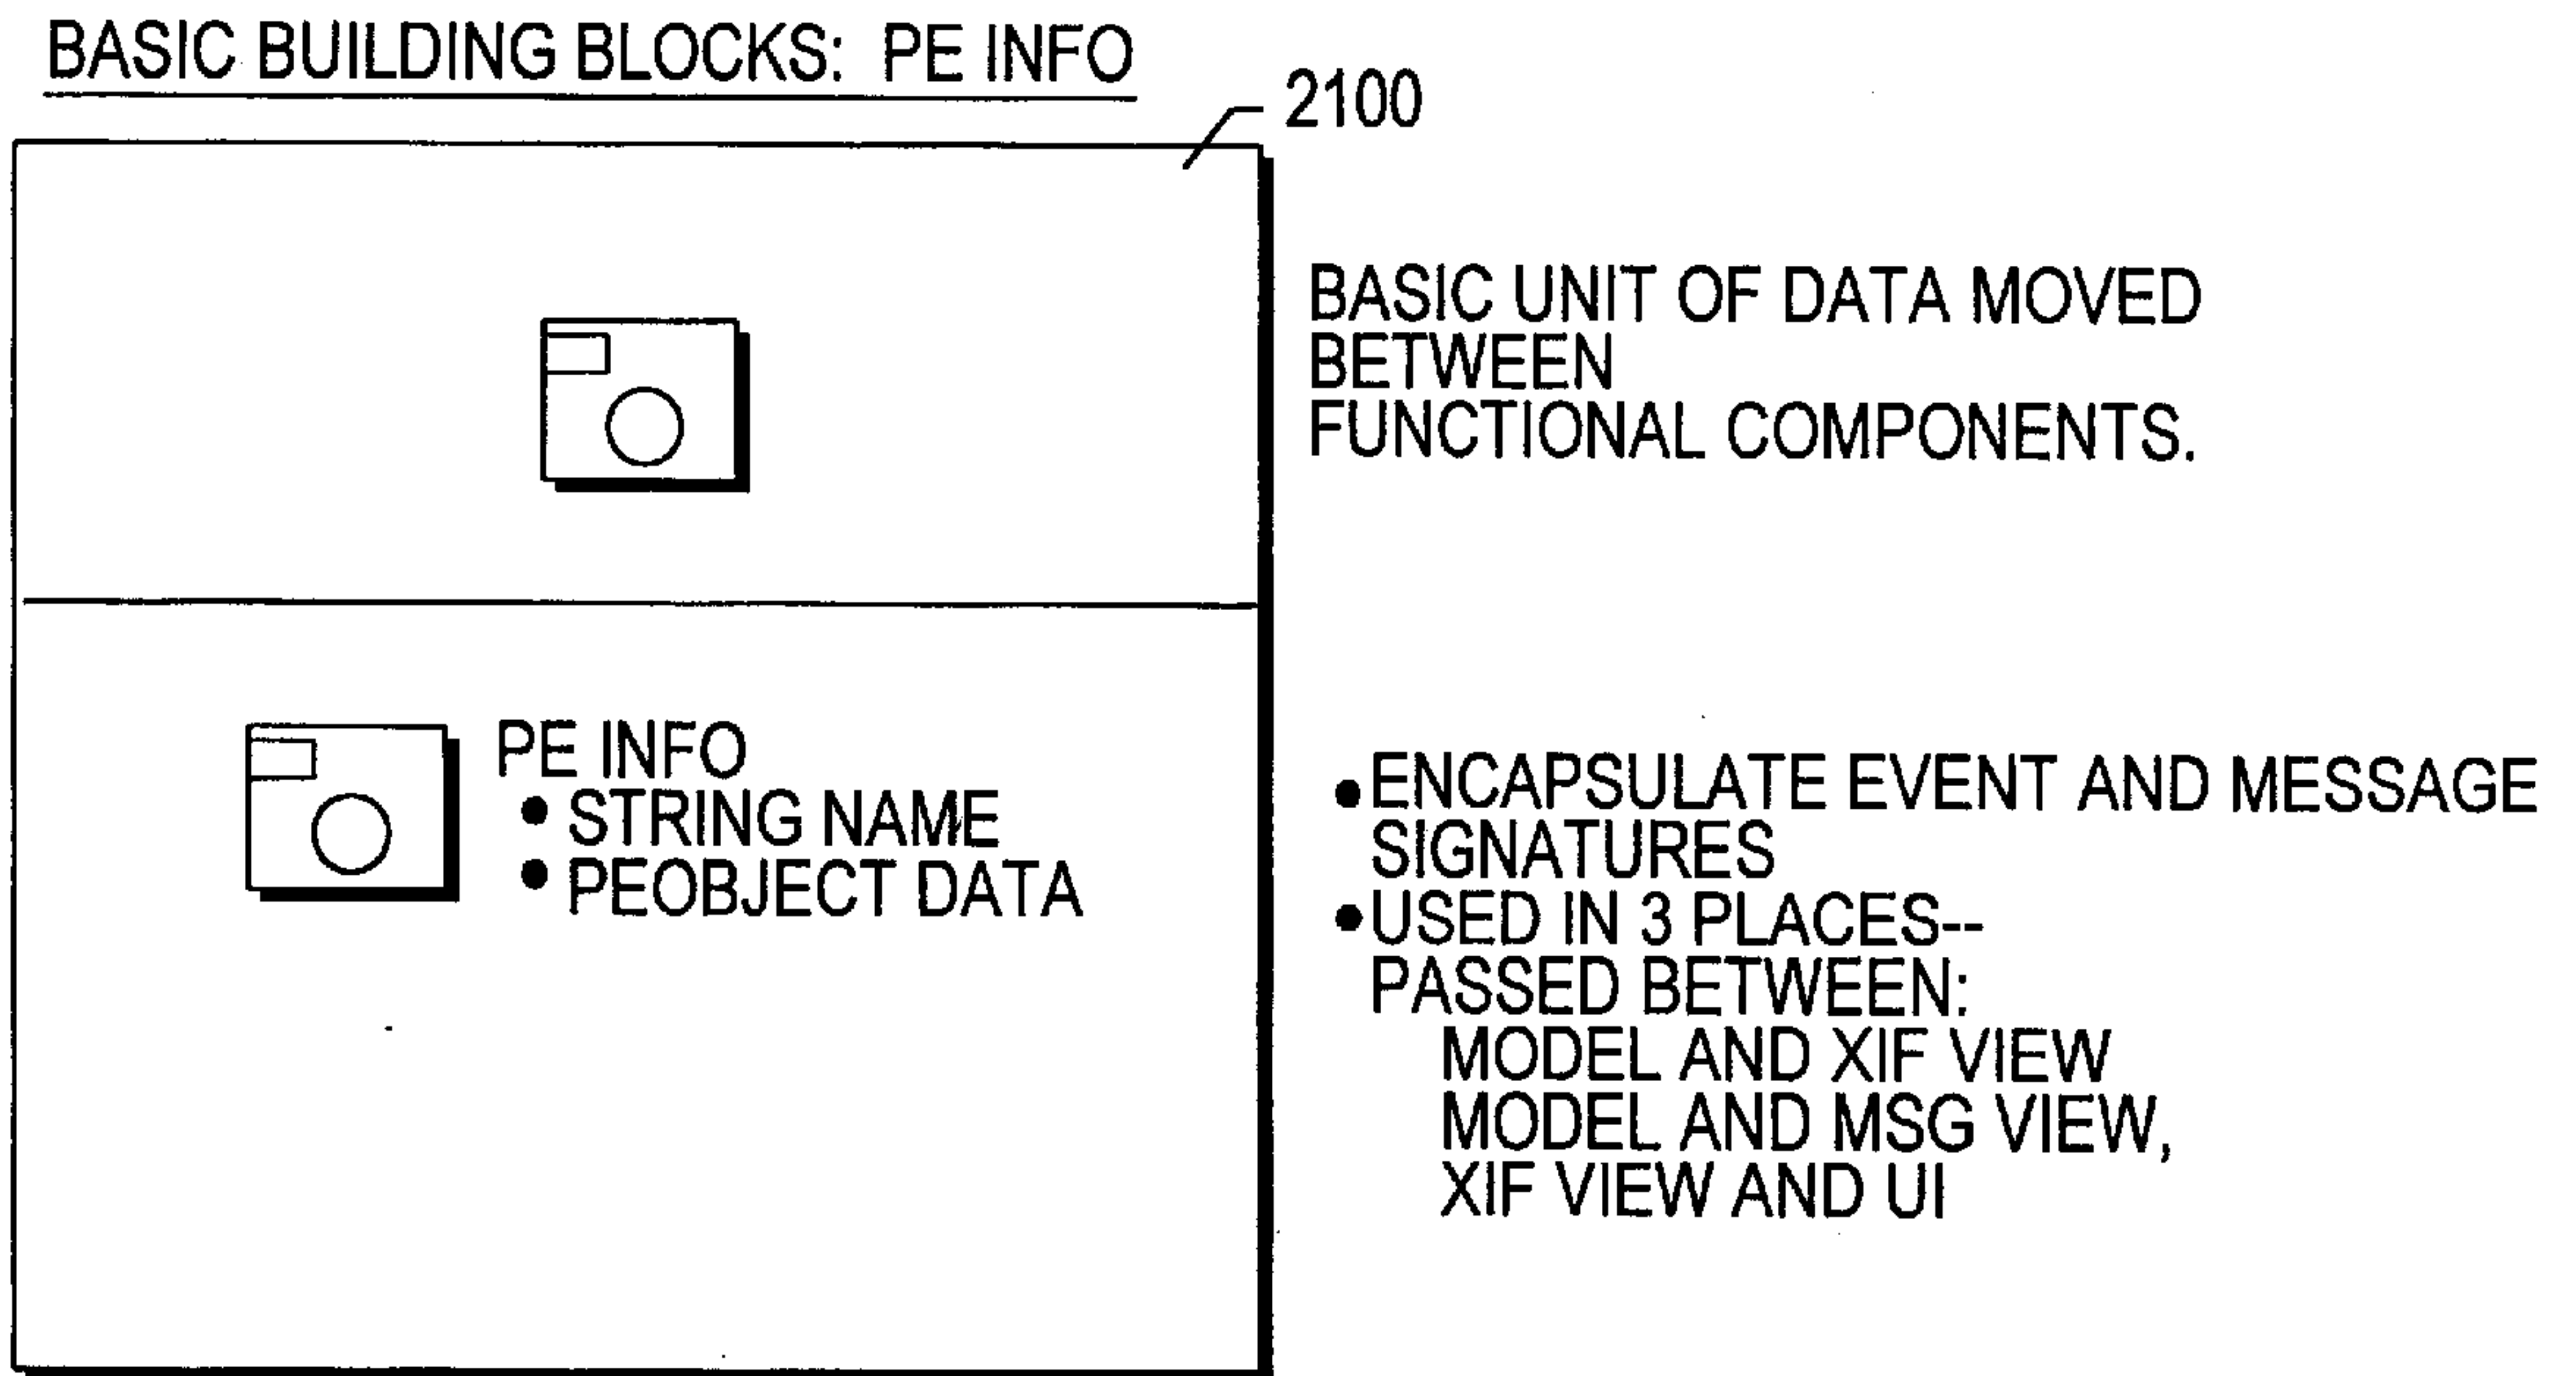 BASIC BUILDING BLOCKS: PE INFO
2100
BASIC UNIT OF DATA MOVED
BETWEEN
FUNCTIONAL COMPONENTS.
PE INFO
• STRING NAME
• PEOBJECT DATA
• ENCAPSULATE EVENT AND MESSAGE
SIGNATURES
• USED IN 3 PLACES--
PASSED BETWEEN:
MODEL AND XIF VIEW
MODEL AND MSG VIEW,
XIF VIEW AND UI